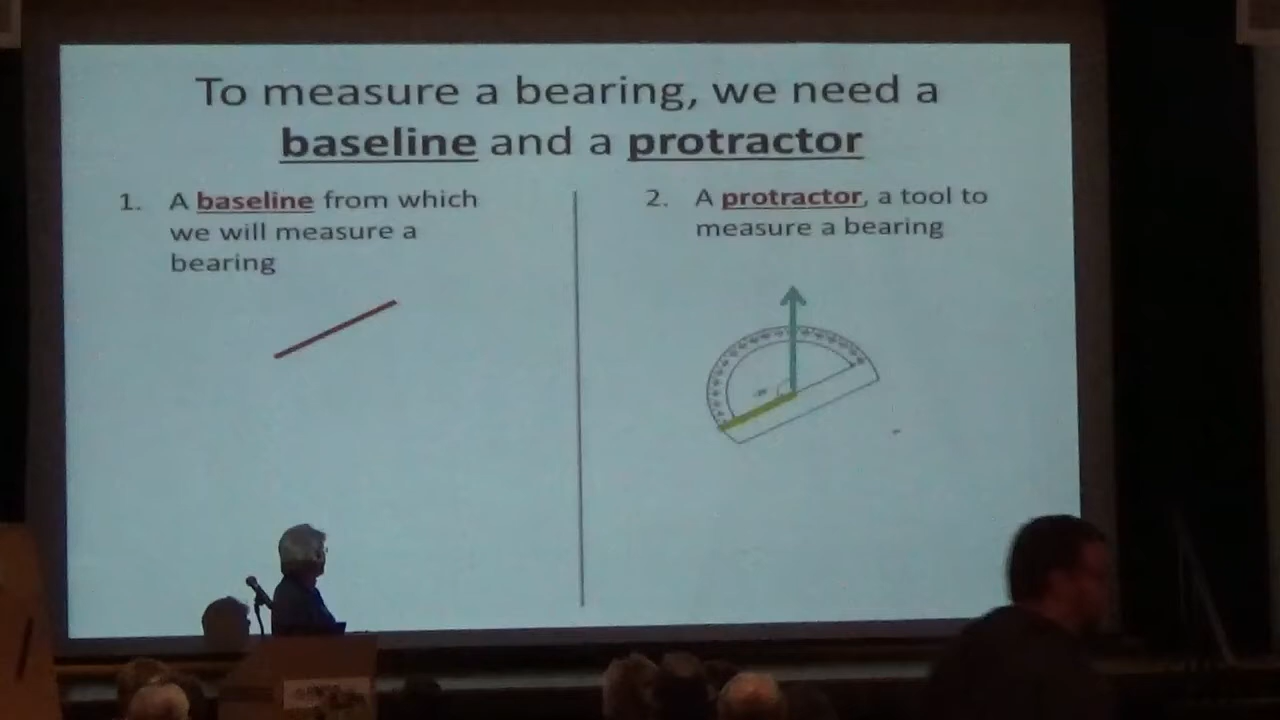 To measure a bearing, we need a
baseline and a protractor
1. A baseline from which
we will measure a
bearing
2. A protractor, a tool to
measure a bearing